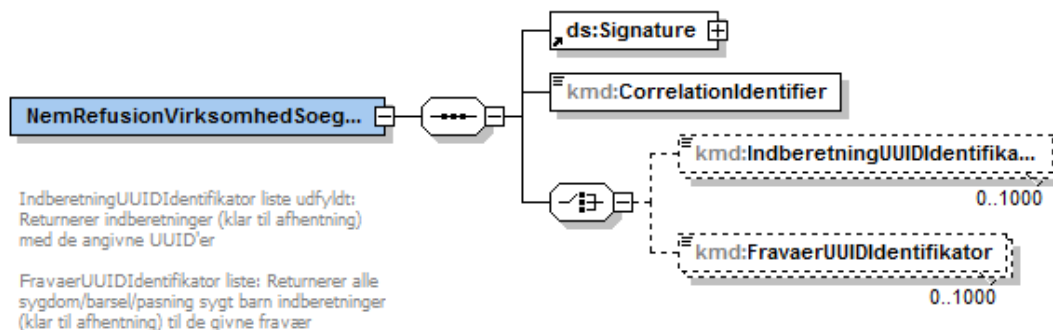 ds:Signature
kmd:CorrelationIdentifier
NemRefusionVirksomhedSoeg...
kmd:IndberetningUUIDIdentifika...
0..1000
kmd:FravaerUUIDIdentifikator
0..1000
IndberetningUUIDIdentifikator liste udfyldt:
Returnerer indberetninger (klar til afhentning)
med de angivne UUID'er
FravaerUUIDIdentifikator liste: Returnerer alle
sygdom/barsel/pasning sygt barn indberetninger
(klar til afhentning) til de givne fravær